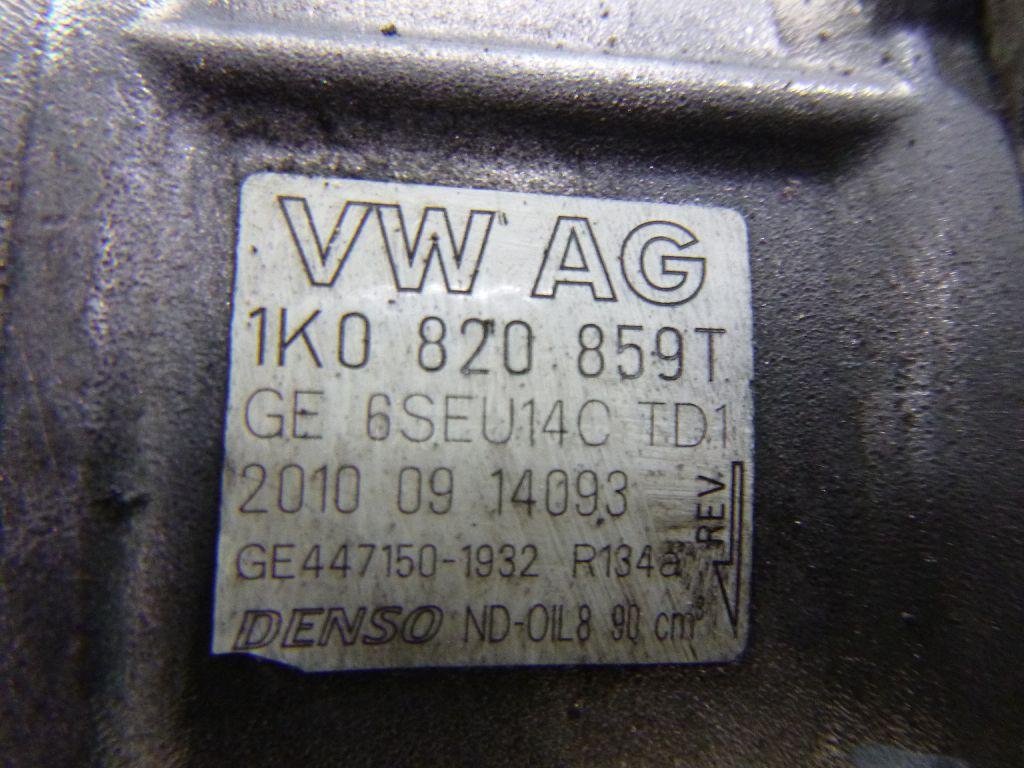 VW AG
1K0 820 859T
GE 6SEU14C TD1
2010 09 14093
REV
GE447150-1932 R134a
DENSO ND-OIL8 90 cm³